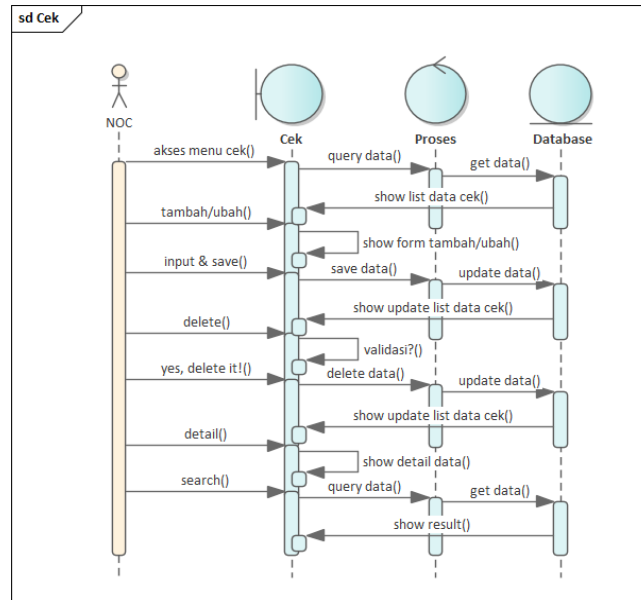 sd Cek
NOC
Cek
Proses
Database
akses menu cek()
query data()
get data()
show list data cek()
tambah/ubah()
show form tambah/ubah()
input & save()
save data()
update data()
show update list data cek()
delete()
validasi?()
yes, delete it!()
delete data()
update data()
show update list data cek()
detail()
show detail data()
search()
query data()
get data()
show result()